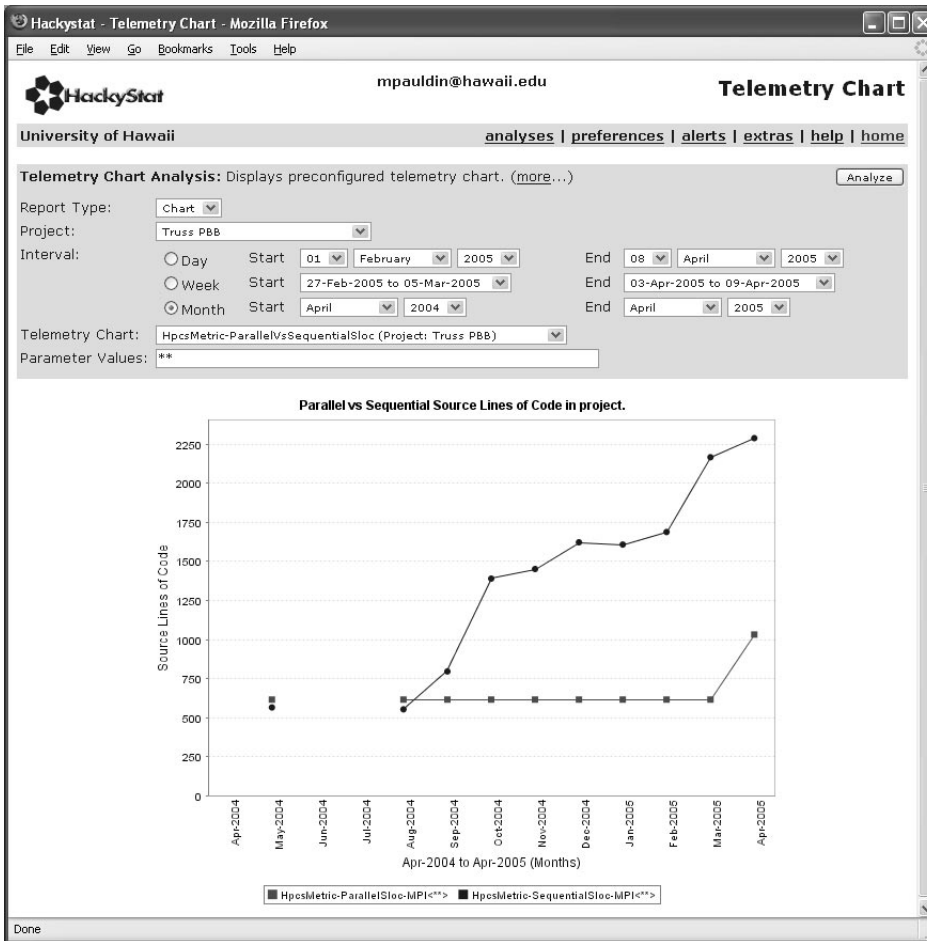 Hackystat - Telemetry Chart - Mozilla Firefox
File Edit View Go Bookmarks Tools Help
HackyStat
mpauldin@hawaii.edu
Telemetry Chart
University of Hawaii
analyses | preferences | alerts | extras | help | home
Telemetry Chart Analysis: Displays preconfigured telemetry chart. (more...)
Analyze
Report Type: Chart
Project: Truss PBB
Interval: Day Start 01 February 2005 End 08 April 2005
Week Start 27-Feb-2005 to 05-Mar-2005 End 03-Apr-2005 to 09-Apr-2005
Month Start April 2004 End April 2005
Telemetry Chart: HpcsMetric-ParallelVsSequentialSloc (Project: Truss PBB)
Parameter Values: **
Parallel vs Sequential Source Lines of Code in project.
Source Lines of Code
2250
2000
1750
1500
1250
1000
750
500
250
0
Apr-2004
May-2004
Jun-2004
Jul-2004
Aug-2004
Sep-2004
Oct-2004
Nov-2004
Dec-2004
Jan-2005
Feb-2005
Mar-2005
Apr-2005
Apr-2004 to Apr-2005 (Months)
HpcsMetric-ParallelSloc-MPI<**> HpcsMetric-SequentialSloc-MPI<**>
Done